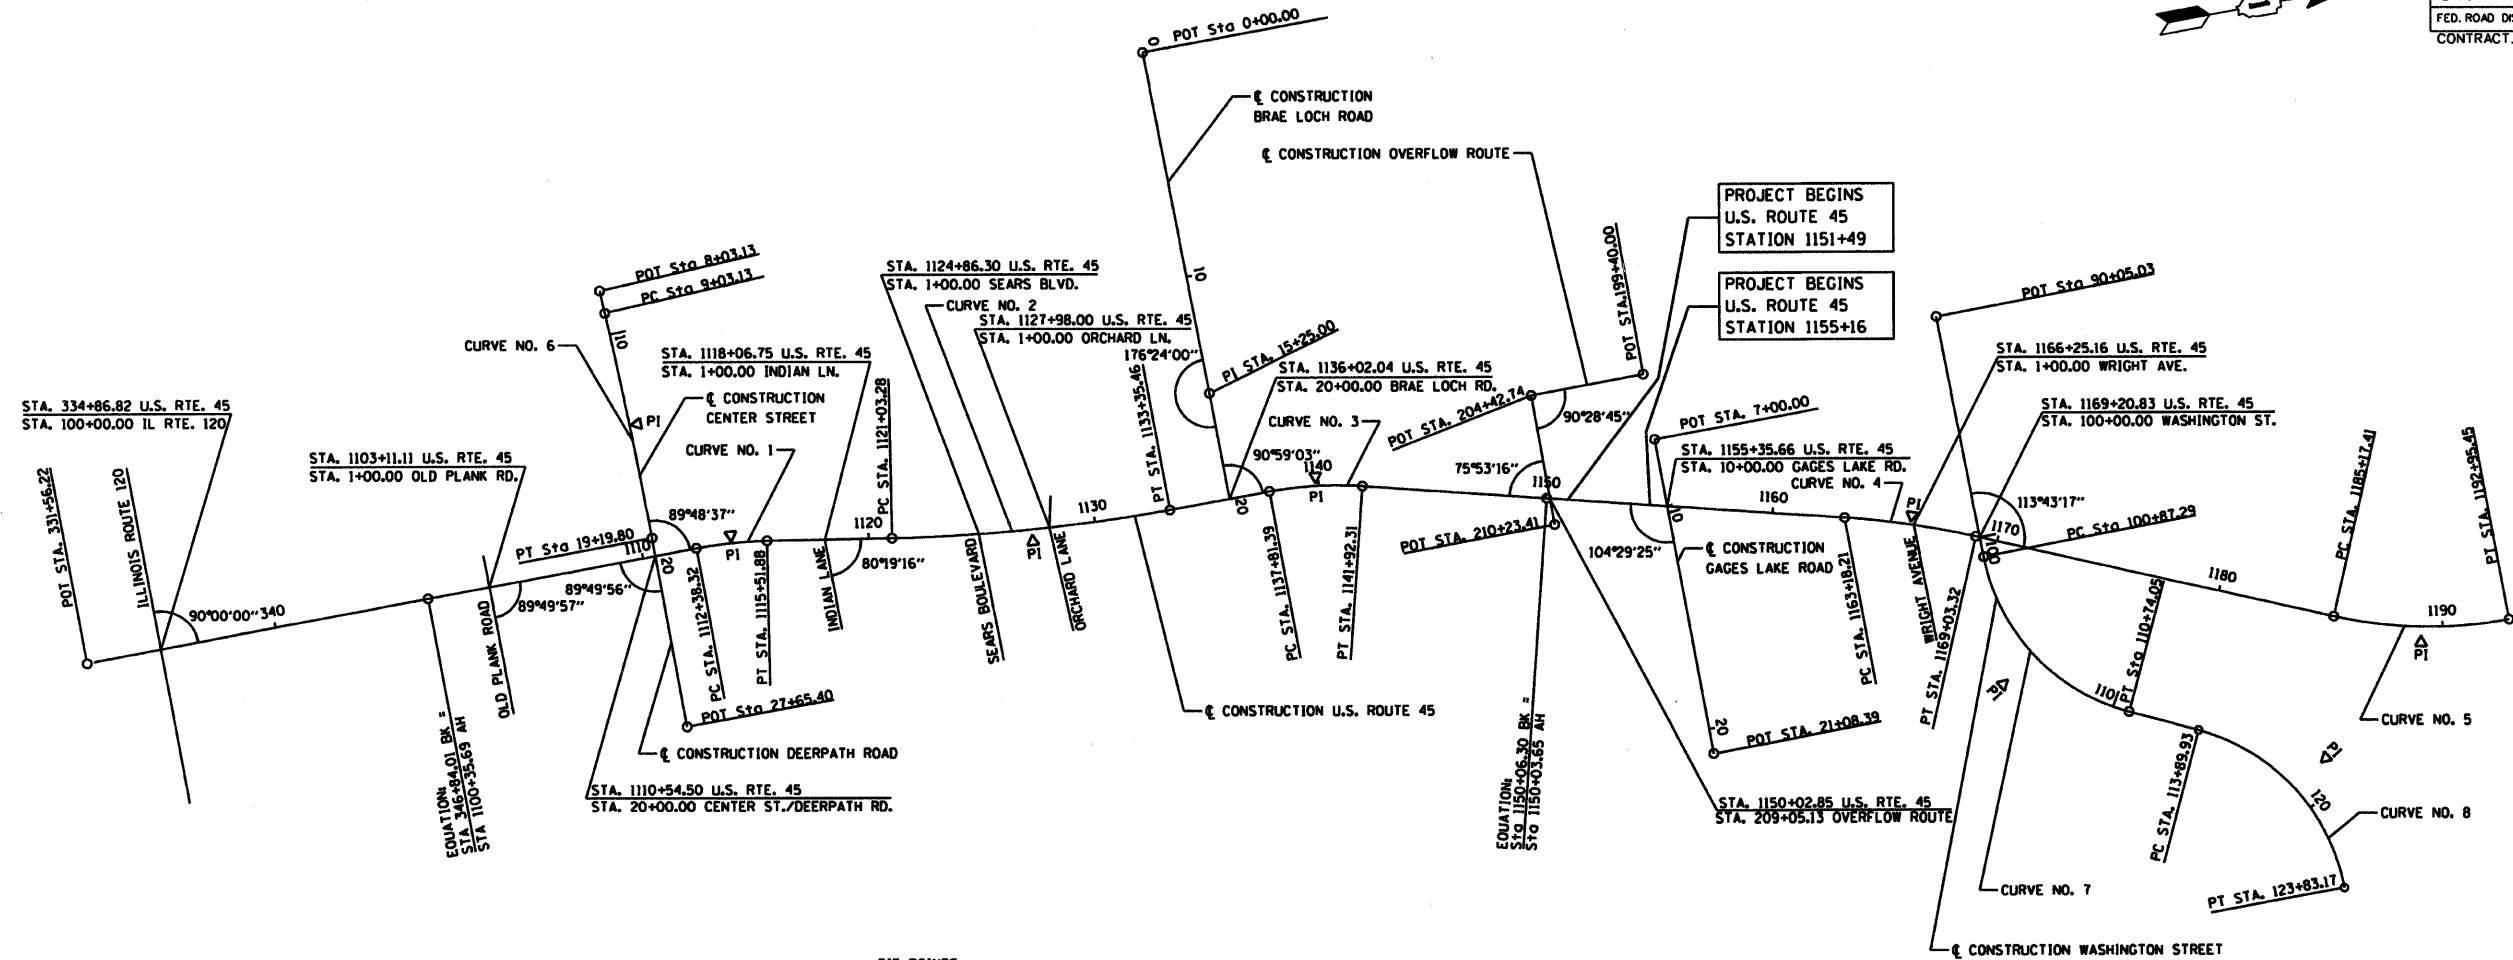 FED. ROAD
CONTRACT
POT Sta 0+00.00
0
℄ CONSTRUCTION
BRAE LOCH ROAD
℄ CONSTRUCTION OVERFLOW ROUTE
PROJECT BEGINS
U.S. ROUTE 45
STATION 1151+49
PROJECT BEGINS
U.S. ROUTE 45
STATION 1155+16
POT Sta 8+03.13
PC Sta 9+03.13
10
CURVE NO. 6
PI
STA. 1124+86.30 U.S. RTE. 45
STA. 1+00.00 SEARS BLVD.
CURVE NO. 2
STA. 1127+98.00 U.S. RTE. 45
STA. 1+00.00 ORCHARD LN.
10
176°24'00"
PI STA. 15+25.00
POT STA.199+40.00
POT Sta 90+05.03
STA. 1118+06.75 U.S. RTE. 45
STA. 1+00.00 INDIAN LN.
℄ CONSTRUCTION
CENTER STREET
CURVE NO. 1
STA. 1136+02.04 U.S. RTE. 45
STA. 20+00.00 BRAE LOCH RD.
CURVE NO. 3
POT STA. 204+42.74
90°28'45"
POT STA. 7+00.00
STA. 1166+25.16 U.S. RTE. 45
STA. 1+00.00 WRIGHT AVE.
STA. 1169+20.83 U.S. RTE. 45
STA. 100+00.00 WASHINGTON ST.
STA. 334+86.82 U.S. RTE. 45
STA. 100+00.00 IL RTE. 120
STA. 1103+11.11 U.S. RTE. 45
STA. 1+00.00 OLD PLANK RD.
POT STA. 331+56.22
ILLINOIS ROUTE 120
90°00'00"
340
EQUATION:
STA 346+84.01 BK =
STA 1100+35.69 AH
OLD PLANK ROAD
89°49'57"
PT Sta 19+19.80
1110
89°48'37"
20
89°49'56"
PC STA. 1112+38.32
PI
PT STA. 1115+51.88
INDIAN LANE
80°19'16"
1120
PC STA. 1121+03.28
SEARS BOULEVARD
PI
ORCHARD LANE
1130
PT STA. 1133+35.46
20
90°59'03"
PC STA. 1137+81.39
1140
PI
PT STA. 1141+92.31
75°53'16"
1150
POT STA. 210+23.41
STA. 1155+35.66 U.S. RTE. 45
STA. 10+00.00 GAGES LAKE RD.
CURVE NO. 4
10
104°29'25"
℄ CONSTRUCTION
GAGES LAKE ROAD
1160
PC STA. 1163+18.21
PI
WRIGHT AVENUE
PT STA. 1169+03.32
113°43'17"
1170
100
PC Sta 100+87.29
PT Sta 110+74.05
110
PI
1180
PC STA. 1185+17.41
1190
PI
PT STA. 1192+95.45
CURVE NO. 5
POT Sta 27+65.40
℄ CONSTRUCTION DEERPATH ROAD
STA. 1110+54.50 U.S. RTE. 45
STA. 20+00.00 CENTER ST./DEERPATH RD.
℄ CONSTRUCTION U.S. ROUTE 45
EQUATION:
Sta 1150+06.30 BK =
Sta 1150+03.65 AH
20
POT STA. 21+08.39
STA. 1150+02.85 U.S. RTE. 45
STA. 209+05.13 OVERFLOW ROUTE
PC STA. 113+89.93
PI
120
CURVE NO. 8
PT STA. 123+83.17
CURVE NO. 7
℄ CONSTRUCTION WASHINGTON STREET